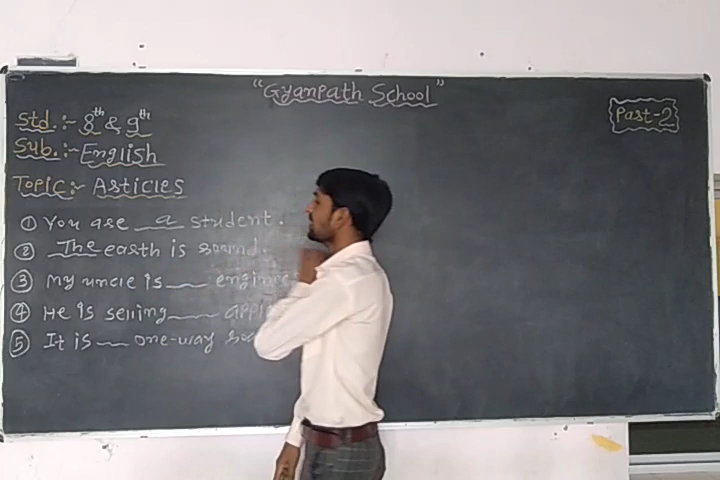 "Gyanpath School"
Part-2
Std. :- 8th & 9th
Sub. :- English
Topic :- Articles
① You are a student.
② The earth is round.
③ My uncle is ___ engineer
④ He is selling ___
⑤ It is ___ one-way